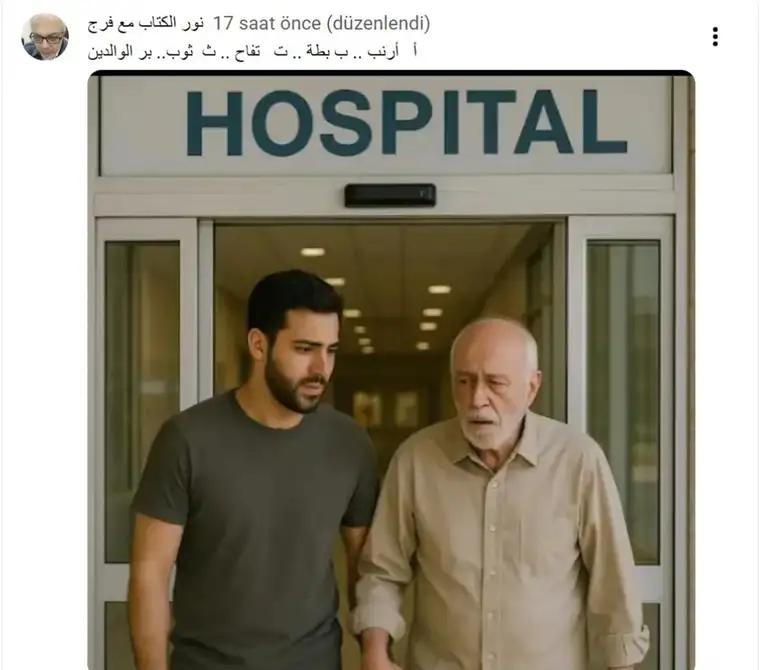 نور الكتاب مع فرج 17 saat önce (düzenlendi)
أ أرنب .. ب بطة .. ت تفاح .. ث ثوب.. بر الوالدين
HOSPITAL